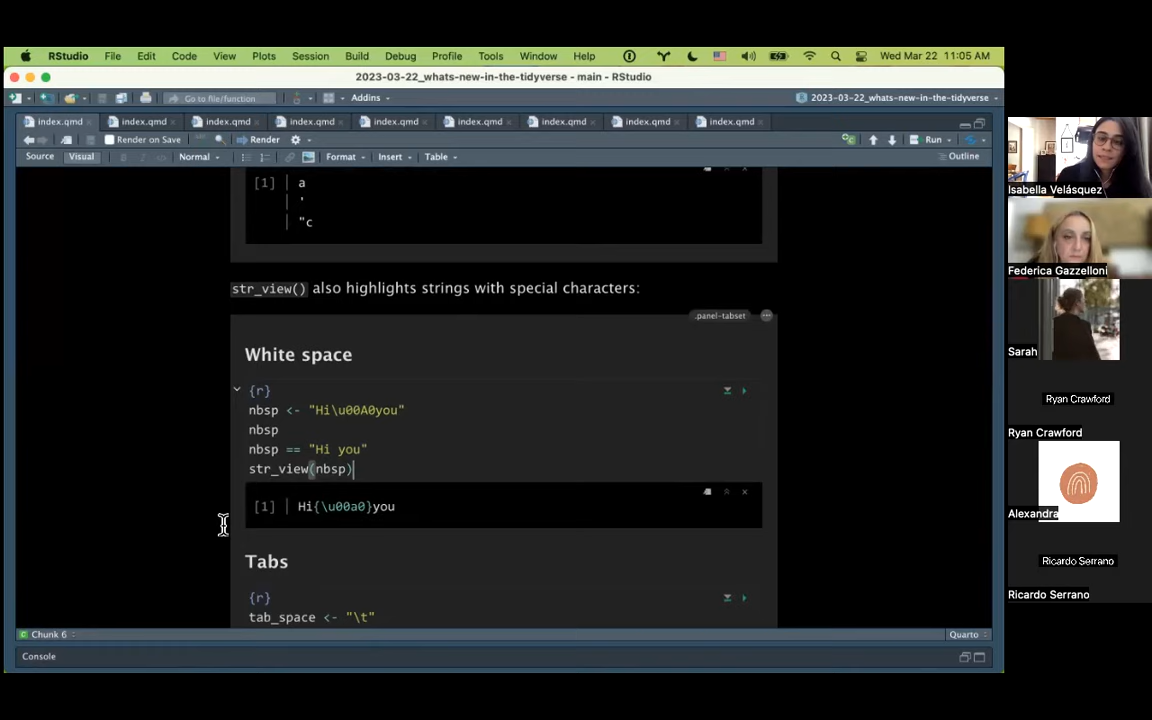 RStudio File Edit Code View Plots Session Build Debug Profile Tools Window Help Wed Mar 22 11:05 AM
2023-03-22_whats-new-in-the-tidyverse - main - RStudio
Go to file/function Addins 2023-03-22_whats-new-in-the-tidyverse
index.qmd index.qmd index.qmd index.qmd index.qmd index.qmd index.qmd index.qmd index.qmd
Render on Save Render Run
Source Visual B I Normal Format Insert Table Outline
[1] | a
| '
| "c
str_view() also highlights strings with special characters:
.panel-tabset
White space
{r}
nbsp <- "Hi\u00A0you"
nbsp
nbsp == "Hi you"
str_view(nbsp)
[1] | Hi{\u00a0}you
Tabs
{r}
tab_space <- "\t"
Chunk 6 Quarto
Console
Isabella Velásquez
Federica Gazzelloni
Sarah
Ryan Crawford
Ryan Crawford
Alexandra
Ricardo Serrano
Ricardo Serrano